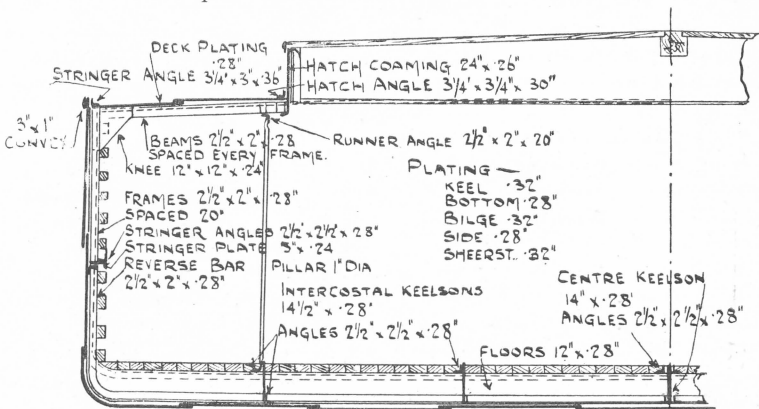 DECK PLATING
.28"
STRINGER ANGLE 3¼" x 3" x .36"
HATCH COAMING 24" x .26"
HATCH ANGLE 3¼" x 3¼" x 30"
3" x 1"
CONVEX
BEAMS 2½" x 2" x .28
SPACED EVERY FRAME.
KNEE 12" x 12" x .24"
RUNNER ANGLE 2½" x 2" x 20"
PLATING —
KEEL .32"
BOTTOM .28"
BILGE .32"
SIDE .28"
SHEERST. .32"
FRAMES 2½" x 2" x .28"
SPACED 20"
STRINGER ANGLES 2½" x 2½" x 28"
STRINGER PLATE 5" x .24
REVERSE BAR
2½" x 2" x .28"
PILLAR 1" DIA
INTERCOSTAL KEELSONS
14½" x .28"
ANGLES 2½" x 2½" x .28"
CENTRE KEELSON
14" x .28'
ANGLES 2½" x 2½" x .28"
FLOORS 12" x .28"